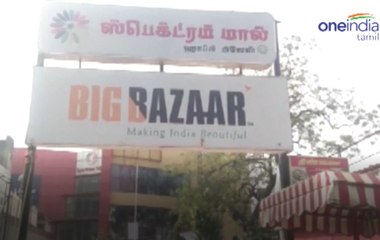 oneindia
tamil
ஸ்பெக்ட்ரம் மால்
BIG BAZAAR
Making India Beautiful